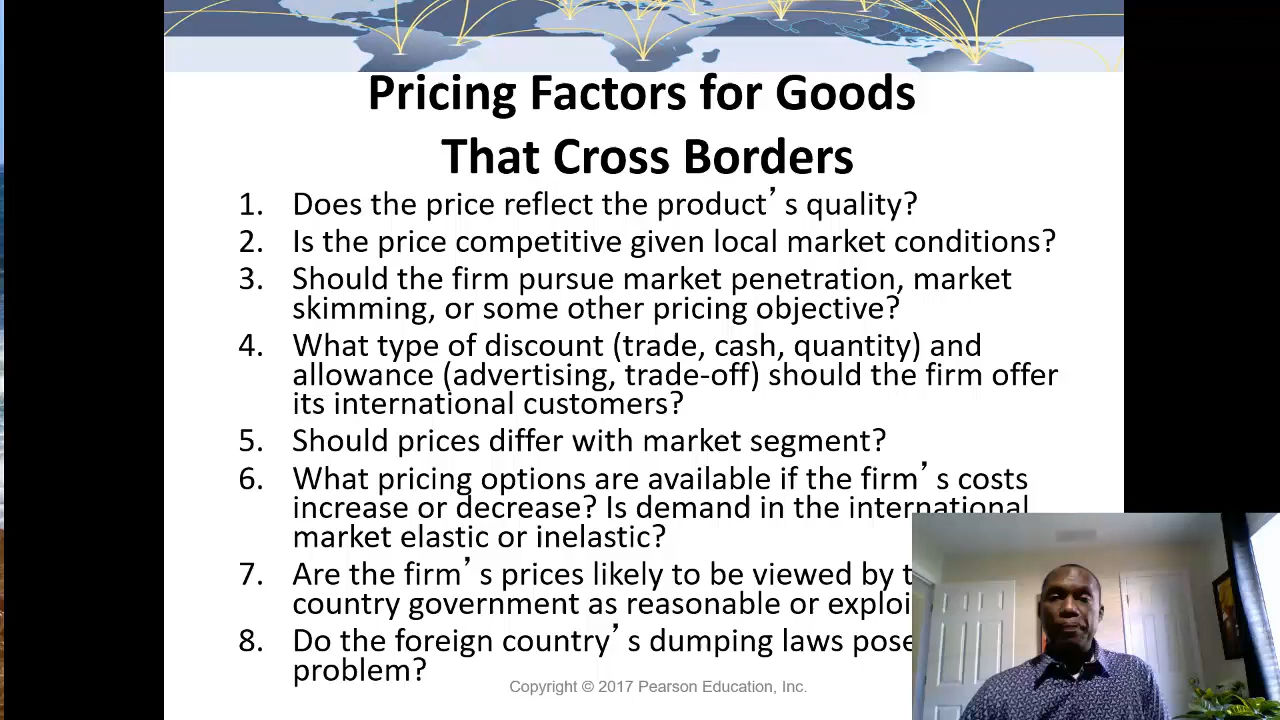 Pricing Factors for Goods
That Cross Borders
1. Does the price reflect the product’s quality?
2. Is the price competitive given local market conditions?
3. Should the firm pursue market penetration, market
skimming, or some other pricing objective?
4. What type of discount (trade, cash, quantity) and
allowance (advertising, trade-off) should the firm offer
its international customers?
5. Should prices differ with market segment?
6. What pricing options are available if the firm’s costs
increase or decrease? Is demand in the international
market elastic or inelastic?
7. Are the firm’s prices likely to be viewed by
country government as reasonable or
8. Do the foreign country’s dumping laws pose
problem?
Copyright © 2017 Pearson Education, Inc.